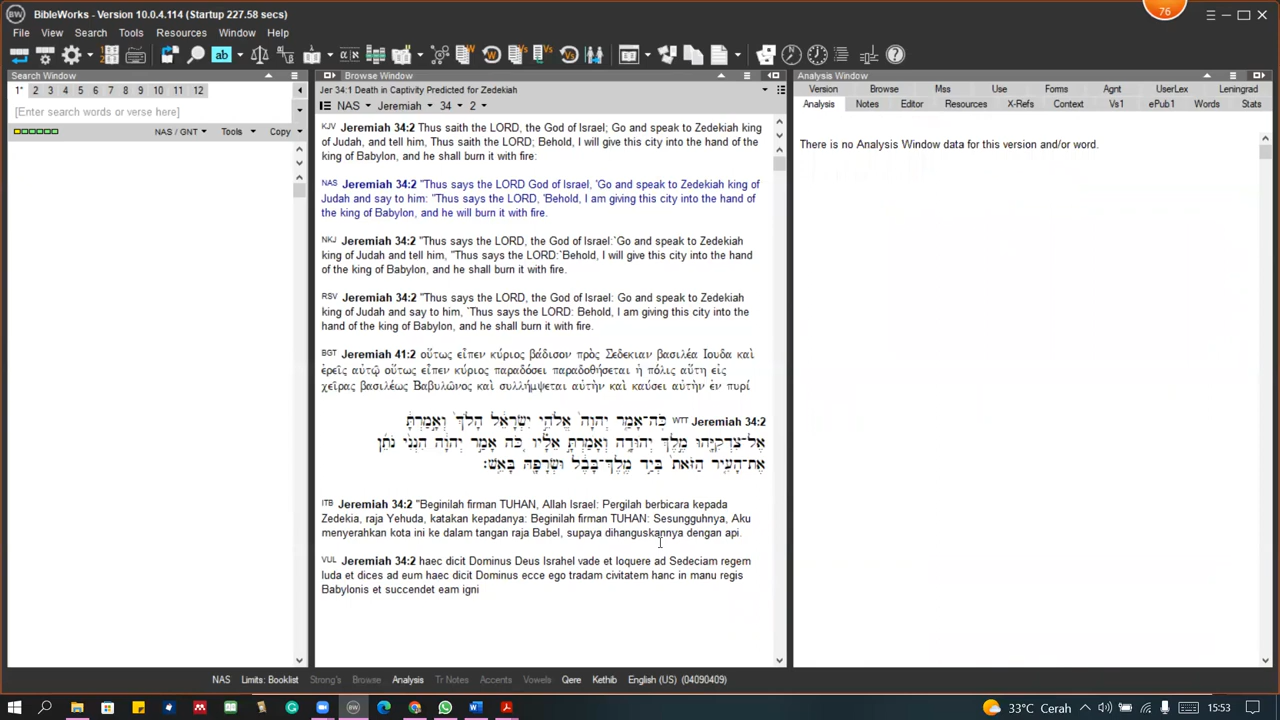 BibleWorks - Version 10.0.4.114 (Startup 227.58 secs)
76
File View Search Tools Resources Window Help
Search Window
Browse Window
Analysis Window
1* 2 3 4 5 6 7 8 9 10 11 12
[Enter search words or verse here]
NAS / GNT Tools Copy
Jer 34:1 Death in Captivity Predicted for Zedekiah
NAS Jeremiah 34 2
KJV Jeremiah 34:2 Thus saith the LORD, the God of Israel; Go and speak to Zedekiah king
of Judah, and tell him, Thus saith the LORD; Behold, I will give this city into the hand of the
king of Babylon, and he shall burn it with fire:
NAS Jeremiah 34:2 "Thus says the LORD God of Israel, 'Go and speak to Zedekiah king of
Judah and say to him: "Thus says the LORD, 'Behold, I am giving this city into the hand of
the king of Babylon, and he will burn it with fire.
NKJ Jeremiah 34:2 "Thus says the LORD, the God of Israel:`Go and speak to Zedekiah
king of Judah and tell him, "Thus says the LORD:`Behold, I will give this city into the hand
of the king of Babylon, and he shall burn it with fire.
RSV Jeremiah 34:2 "Thus says the LORD, the God of Israel: Go and speak to Zedekiah
king of Judah and say to him, 'Thus says the LORD: Behold, I am giving this city into the
hand of the king of Babylon, and he shall burn it with fire.
BGT Jeremiah 41:2 οὕτως εἶπεν κύριος βάδισον πρὸς Σεδεκιαν βασιλέα Ιουδα καὶ
ἐρεῖς αὐτῷ οὕτως εἶπεν κύριος παραδόσει παραδοθήσεται ἡ πόλις αὕτη εἰς
χεῖρας βασιλέως Βαβυλῶνος καὶ συλλήμψεται αὐτὴν καὶ καύσει αὐτὴν ἐν πυρί
WTT Jeremiah 34:2 כֹּֽה־אָמַ֤ר יְהוָה֙ אֱלֹהֵ֣י יִשְׂרָאֵ֔ל הָלֹךְ֙ וְאָ֣מַרְתָּ֔
אֶל־צִדְקִיָּ֖הוּ מֶ֣לֶךְ יְהוּדָ֑ה וְאָמַרְתָּ֣ אֵלָ֗יו כֹּ֚ה אָמַ֣ר יְהוָ֔ה הִנְנִ֙י נֹתֵ֜ן
אֶת־הָעִ֤יר הַזֹּאת֙ בְּיַ֣ד מֶֽלֶךְ־בָּבֶ֔ל וּשְׂרָפָ֖הּ בָּאֵֽשׁ׃
ITB Jeremiah 34:2 "Beginilah firman TUHAN, Allah Israel: Pergilah berbicara kepada
Zedekia, raja Yehuda, katakan kepadanya: Beginilah firman TUHAN: Sesungguhnya, Aku
menyerahkan kota ini ke dalam tangan raja Babel, supaya dihanguskannya dengan api.
VUL Jeremiah 34:2 haec dicit Dominus Deus Israhel vade et loquere ad Sedeciam regem
Iuda et dices ad eum haec dicit Dominus ecce ego tradam civitatem hanc in manu regis
Babylonis et succendet eam igni
Version Browse Mss Use Forms Agnt UserLex Leningrad
Analysis Notes Editor Resources X-Refs Context Vs1 ePub1 Words Stats
There is no Analysis Window data for this version and/or word.
NAS Limits: Booklist Strong's Browse Analysis Tr Notes Accents Vowels Qere Kethib English (US) (04090409)
33°C Cerah 15:53